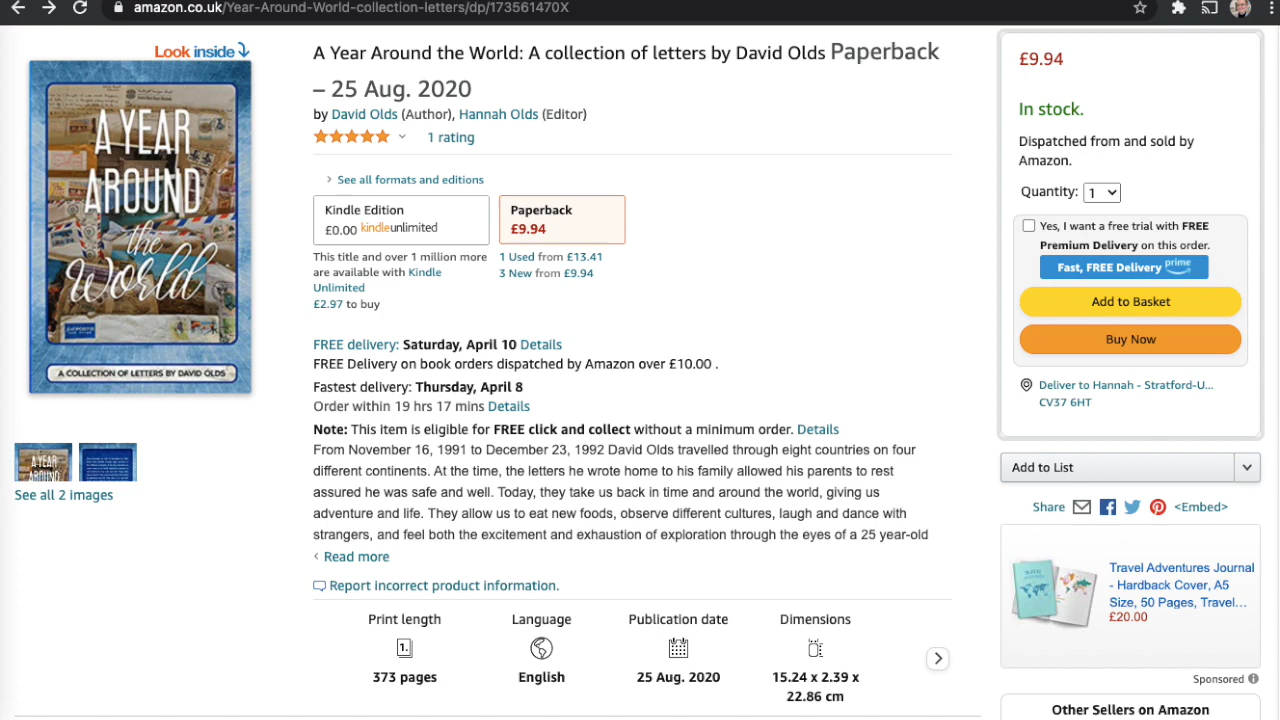 amazon.co.uk/Year-Around-World-collection-letters/dp/173561470X
Look inside
A YEAR
AROUND
the
World
A COLLECTION OF LETTERS BY DAVID OLDS
See all 2 images
A Year Around the World: A collection of letters by David Olds Paperback
– 25 Aug. 2020
by David Olds (Author), Hannah Olds (Editor)
1 rating
See all formats and editions
Kindle Edition
£0.00 kindleunlimited
This title and over 1 million more
are available with Kindle
Unlimited
£2.97 to buy
Paperback
£9.94
1 Used from £13.41
3 New from £9.94
FREE delivery: Saturday, April 10 Details
FREE Delivery on book orders dispatched by Amazon over £10.00 .
Fastest delivery: Thursday, April 8
Order within 19 hrs 17 mins Details
Note: This item is eligible for FREE click and collect without a minimum order. Details
From November 16, 1991 to December 23, 1992 David Olds travelled through eight countries on four
different continents. At the time, the letters he wrote home to his family allowed his parents to rest
assured he was safe and well. Today, they take us back in time and around the world, giving us
adventure and life. They allow us to eat new foods, observe different cultures, laugh and dance with
strangers, and feel both the excitement and exhaustion of exploration through the eyes of a 25 year-old
Read more
Report incorrect product information.
Print length
373 pages
Language
English
Publication date
25 Aug. 2020
Dimensions
15.24 x 2.39 x
22.86 cm
£9.94
In stock.
Dispatched from and sold by
Amazon.
Quantity: 1
Yes, I want a free trial with FREE
Premium Delivery on this order.
Fast, FREE Delivery prime
Add to Basket
Buy Now
Deliver to Hannah - Stratford-U...
CV37 6HT
Add to List
Share <Embed>
Travel Adventures Journal
- Hardback Cover, A5
Size, 50 Pages, Travel...
£20.00
Sponsored
Other Sellers on Amazon